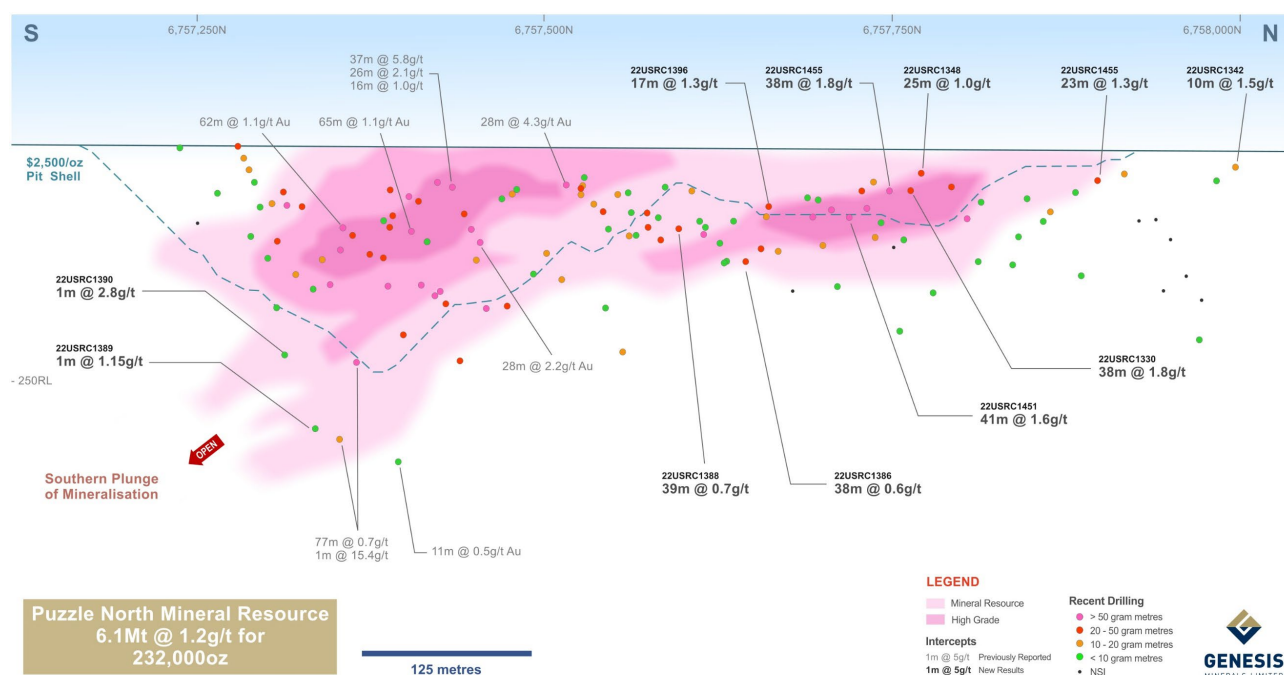 S
6,757,250N
6,757,500N
6,757,750N
6,758,000N
N
37m @ 5.8g/t
26m @ 2.1g/t
16m @ 1.0g/t
22USRC1396
17m @ 1.3g/t
22USRC1455
38m @ 1.8g/t
22USRC1348
25m @ 1.0g/t
22USRC1455
23m @ 1.3g/t
22USRC1342
10m @ 1.5g/t
62m @ 1.1g/t Au
65m @ 1.1g/t Au
28m @ 4.3g/t Au
$2,500/oz
Pit Shell
22USRC1390
1m @ 2.8g/t
22USRC1389
1m @ 1.15g/t
- 250RL
28m @ 2.2g/t Au
22USRC1330
38m @ 1.8g/t
22USRC1451
41m @ 1.6g/t
OPEN
Southern Plunge
of Mineralisation
22USRC1388
39m @ 0.7g/t
22USRC1386
38m @ 0.6g/t
77m @ 0.7g/t
1m @ 15.4g/t
11m @ 0.5g/t Au
Puzzle North Mineral Resource
6.1Mt @ 1.2g/t for
232,000oz
125 metres
LEGEND
Mineral Resource
High Grade
Intercepts
1m @ 5g/t Previously Reported
1m @ 5g/t New Results
Recent Drilling
> 50 gram metres
20 - 50 gram metres
10 - 20 gram metres
< 10 gram metres
NSI
GENESIS
MINERALS LIMITED